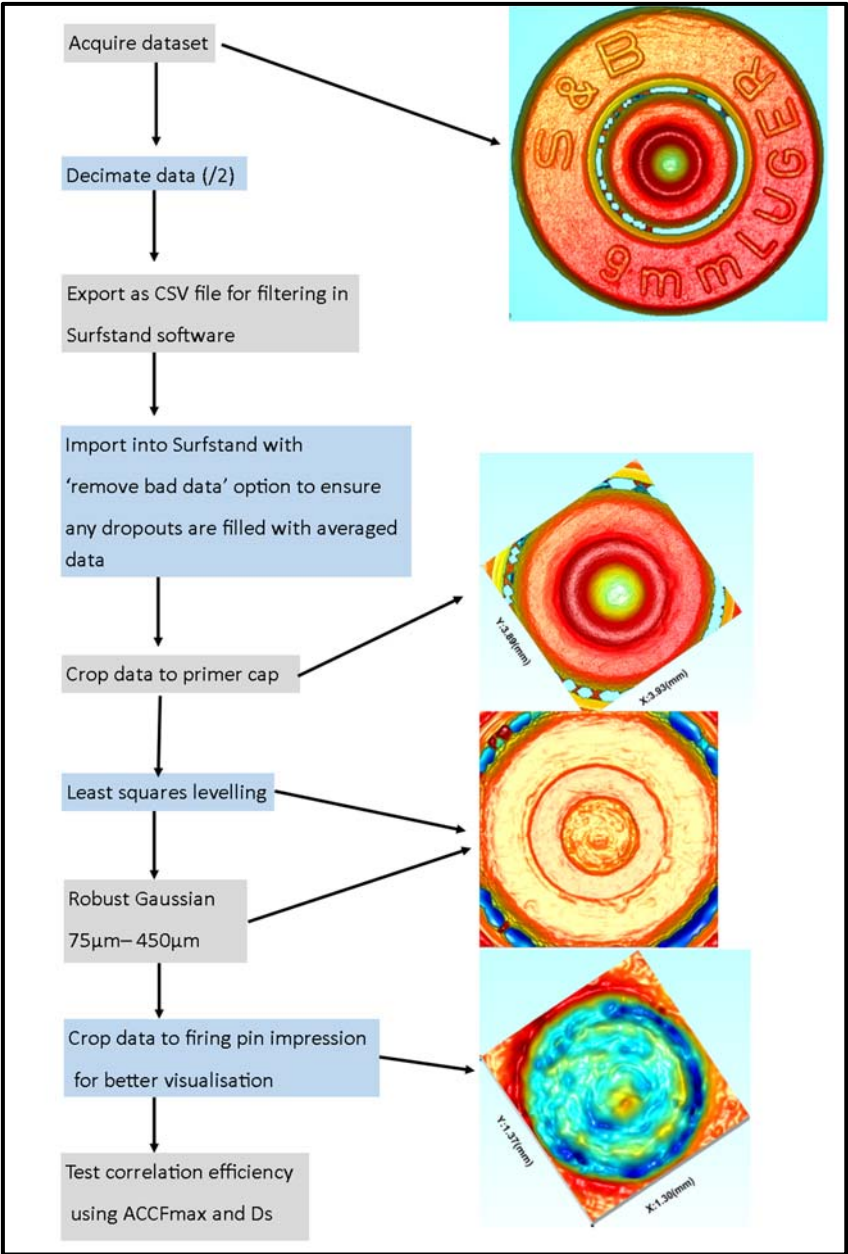 Acquire dataset
S & B
9mmLUGER
Decimate data (/2)
Export as CSV file for filtering in
Surfstand software
Import into Surfstand with
‘remove bad data’ option to ensure
any dropouts are filled with averaged
data
Y:3.89(mm)
X:3.93(mm)
Crop data to primer cap
Least squares levelling
Robust Gaussian
75µm– 450µm
Crop data to firing pin impression
for better visualisation
Y:1.37(mm)
X:1.30(mm)
Test correlation efficiency
using ACCFmax and Ds